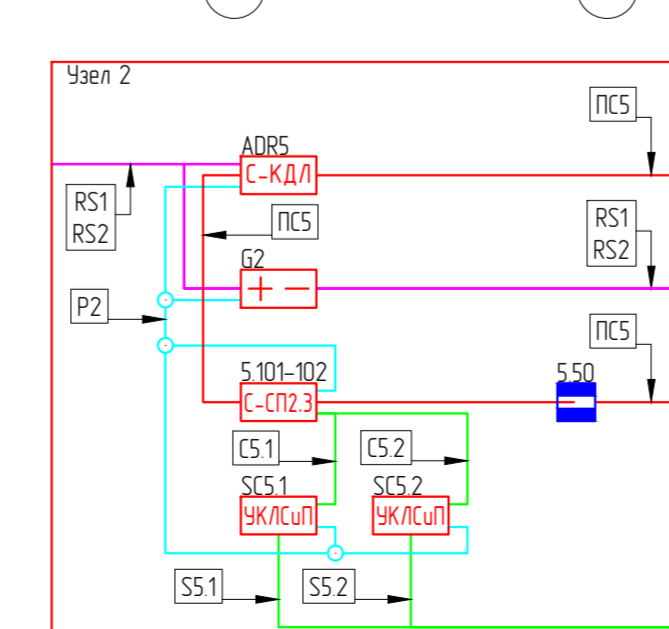 Узел 2
ПС5
ADR5
С-КДЛ
RS1
RS2
ПС5
RS1
RS2
G2
+ −
P2
ПС5
5.101-102
5.50
С-СП2.3
C5.1
C5.2
SC5.1
SC5.2
УКЛСиП
УКЛСиП
S5.1
S5.2